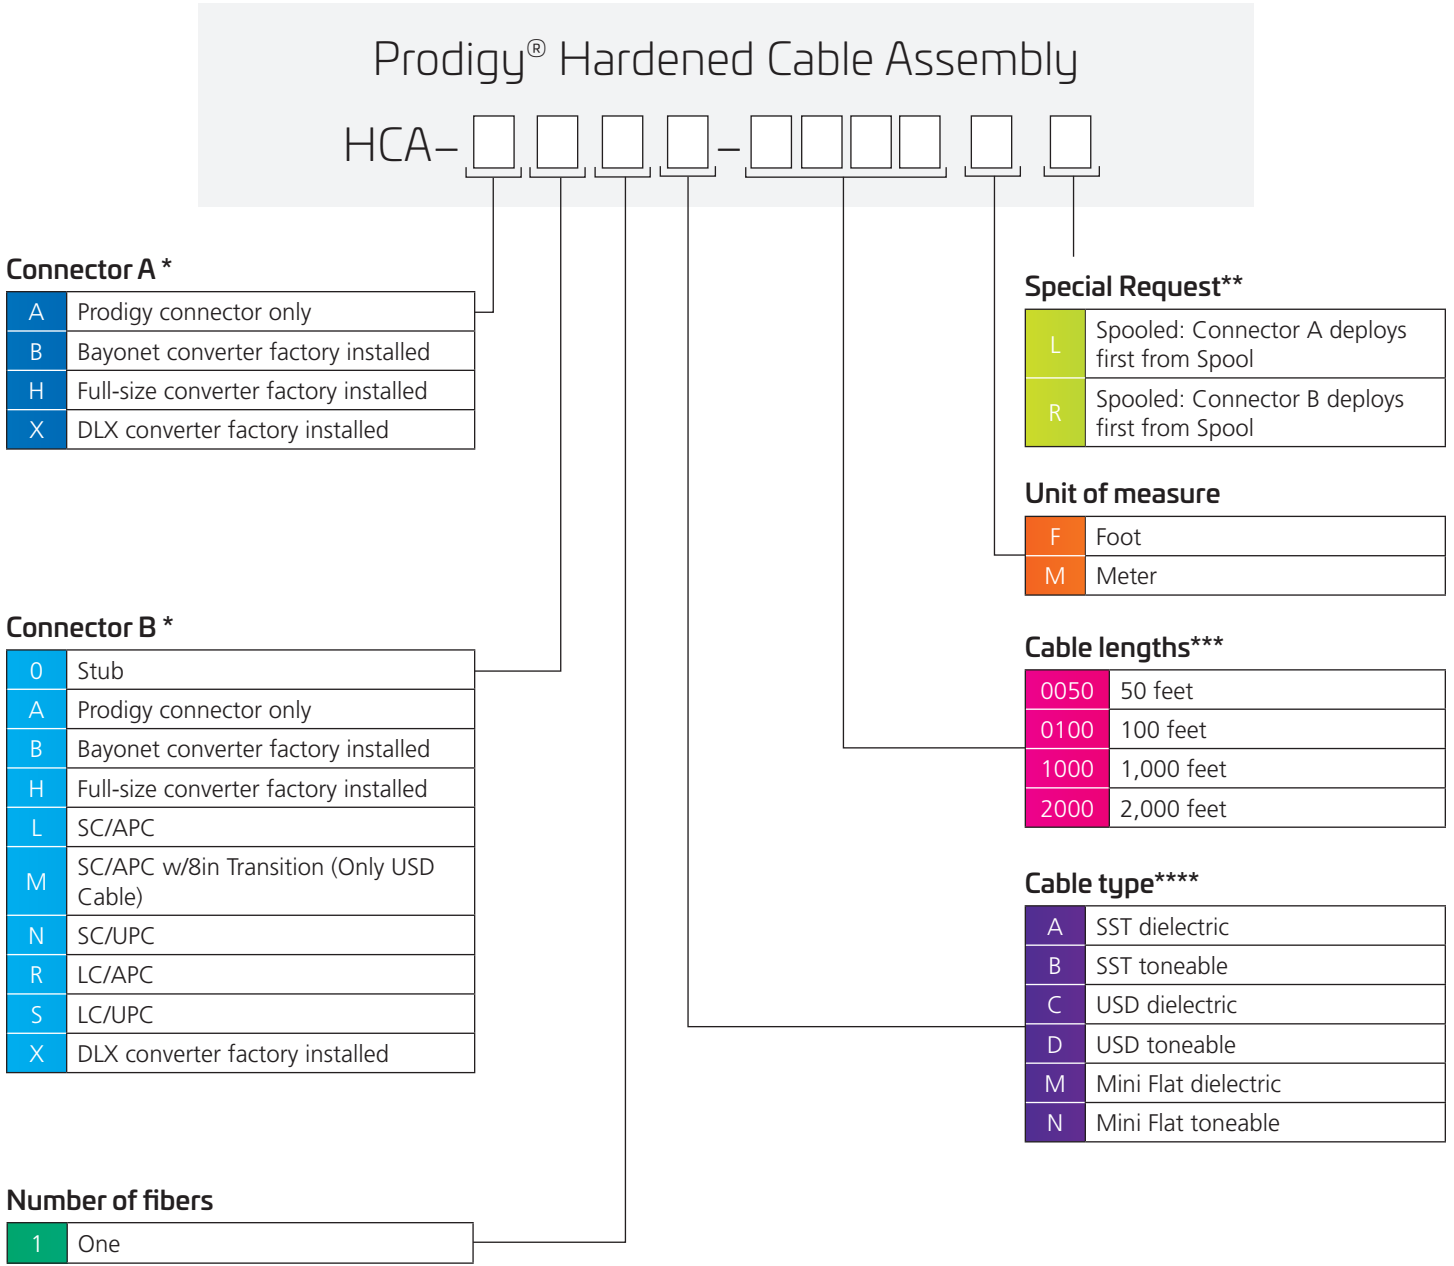 Prodigy® Hardened Cable Assembly
HCA– –
Connector A *
A Prodigy connector only
B Bayonet converter factory installed
H Full-size converter factory installed
X DLX converter factory installed
Connector B *
0 Stub
A Prodigy connector only
B Bayonet converter factory installed
H Full-size converter factory installed
L SC/APC
M SC/APC w/8in Transition (Only USD
Cable)
N SC/UPC
R LC/APC
S LC/UPC
X DLX converter factory installed
Number of fibers
1 One
Special Request**
L Spooled: Connector A deploys
first from Spool
R Spooled: Connector B deploys
first from Spool
Unit of measure
F Foot
M Meter
Cable lengths***
0050 50 feet
0100 100 feet
1000 1,000 feet
2000 2,000 feet
Cable type****
A SST dielectric
B SST toneable
C USD dielectric
D USD toneable
M Mini Flat dielectric
N Mini Flat toneable